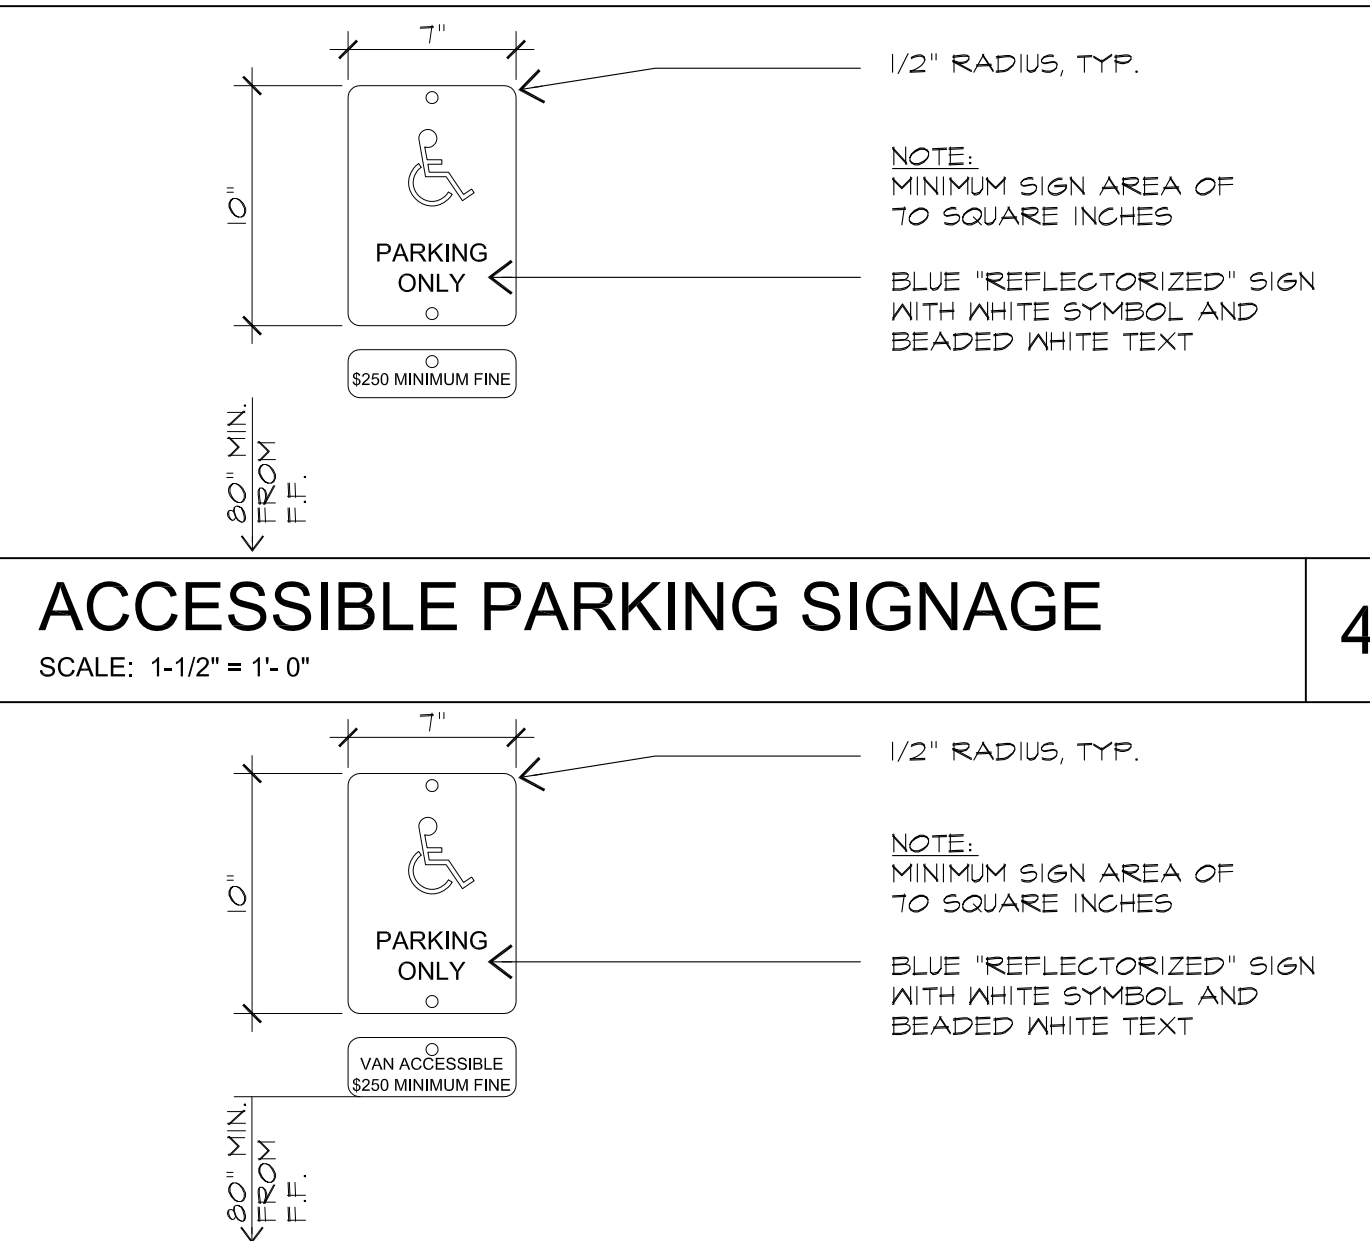 7"
1/2" RADIUS, TYP.
10"
NOTE:
MINIMUM SIGN AREA OF
70 SQUARE INCHES
PARKING
ONLY
BLUE "REFLECTORIZED" SIGN
WITH WHITE SYMBOL AND
BEADED WHITE TEXT
$250 MINIMUM FINE
80" MIN.
FROM
F.F.
ACCESSIBLE PARKING SIGNAGE
4
SCALE: 1-1/2" = 1'- 0"
7"
1/2" RADIUS, TYP.
10"
NOTE:
MINIMUM SIGN AREA OF
70 SQUARE INCHES
PARKING
ONLY
BLUE "REFLECTORIZED" SIGN
WITH WHITE SYMBOL AND
BEADED WHITE TEXT
VAN ACCESSIBLE
$250 MINIMUM FINE
80" MIN.
FROM
F.F.